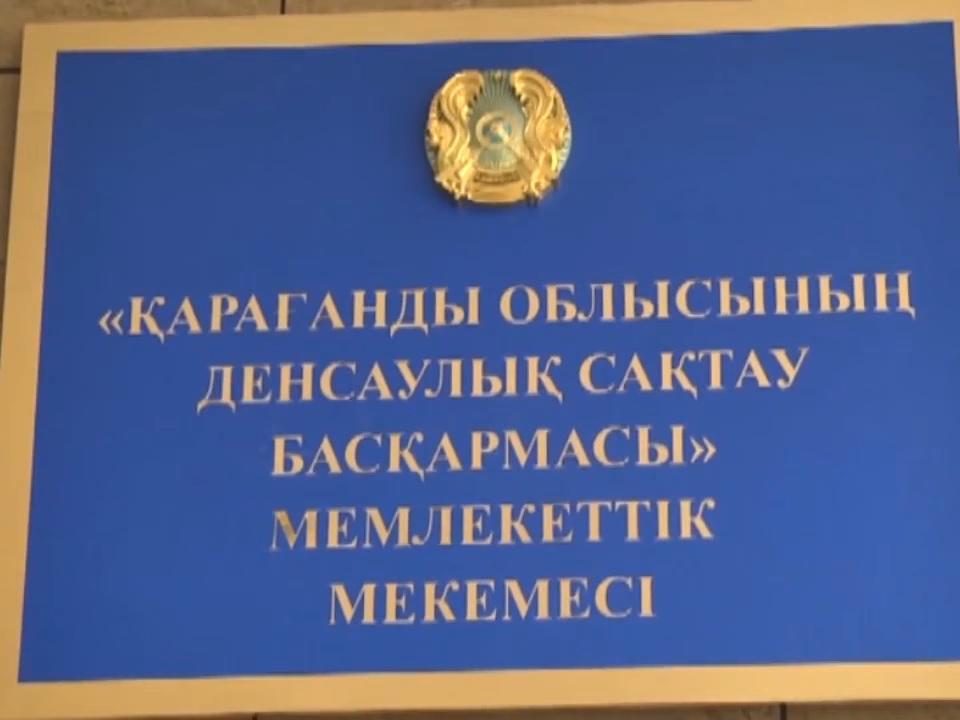 «ҚАРАҒАНДЫ ОБЛЫСЫНЫҢ
ДЕНСАУЛЫҚ САҚТАУ
БАСҚАРМАСЫ»
МЕМЛЕКЕТТІК
МЕКЕМЕСІ